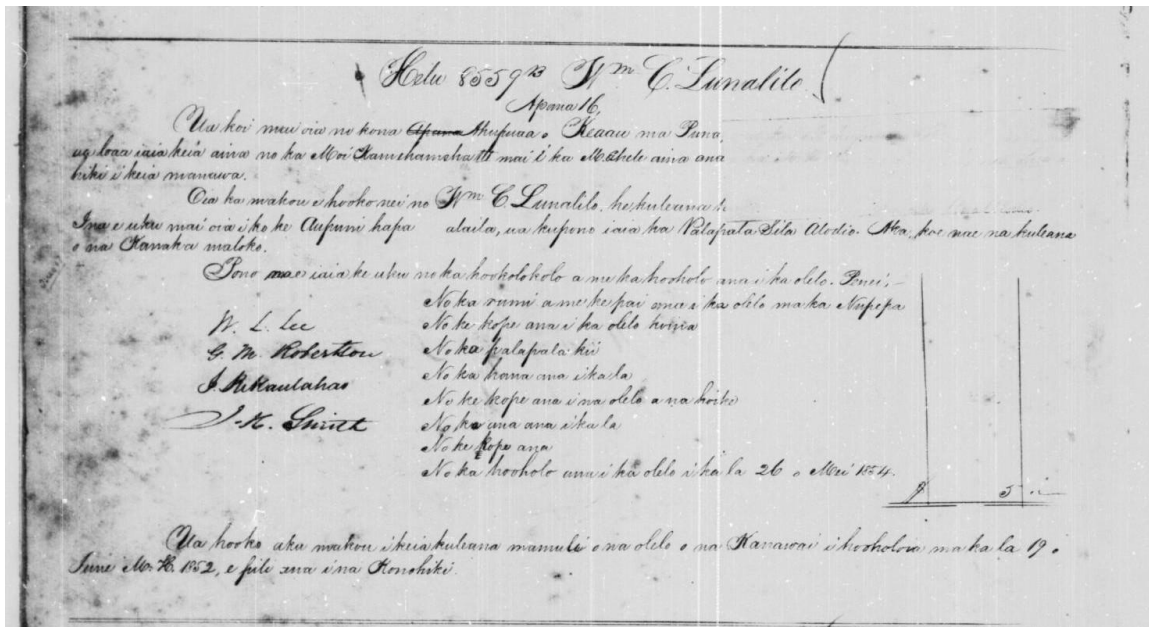 Helu 8559 B Wm C. Lunalilo
Apana 16.
Ua koi mai oia no kona Apana Ahupuaa o Keaau ma Puna,
ua loaa iaia keia aina no ka Moi Kamehameha III mai i ka Mahele aina ana
hiki i keia manawa.
Oia ka makou e hooko nei no Wm C. Lunalilo, he kuleana
Ina e uku mai oia i ko ke Aupuni hapa alaila, ua kupono iaia ka Palapala Sila Alodio. Aka, koe nae na kuleana
o na Kanaka maloko.
Pono nae iaia ke uku no ka hookolokolo a me ka hooholo ana i ka olelo. Penei,
No ka rumi a me ke pai ana i ka olelo ma ka Nupepa
W. L. Lee No ke kope ana i ka olelo hoike
G. M. Robertson No ka palapala kii
J. Kekaulahao No ka hana ana i ka la
No ke kope ana i na olelo a na hoike
J. H. Smith No ka ana ana i ka la
No ke kope ana
No ka hooholo ana i ka olelo i ka la 26 o Mei 1854.
$ 5
Ua hooko aku makou i keia kuleana mamuli o na olelo o na Kanawai i hooholoia ma ka la 19 o
June M.H. 1852, e pili ana i na Konohiki.